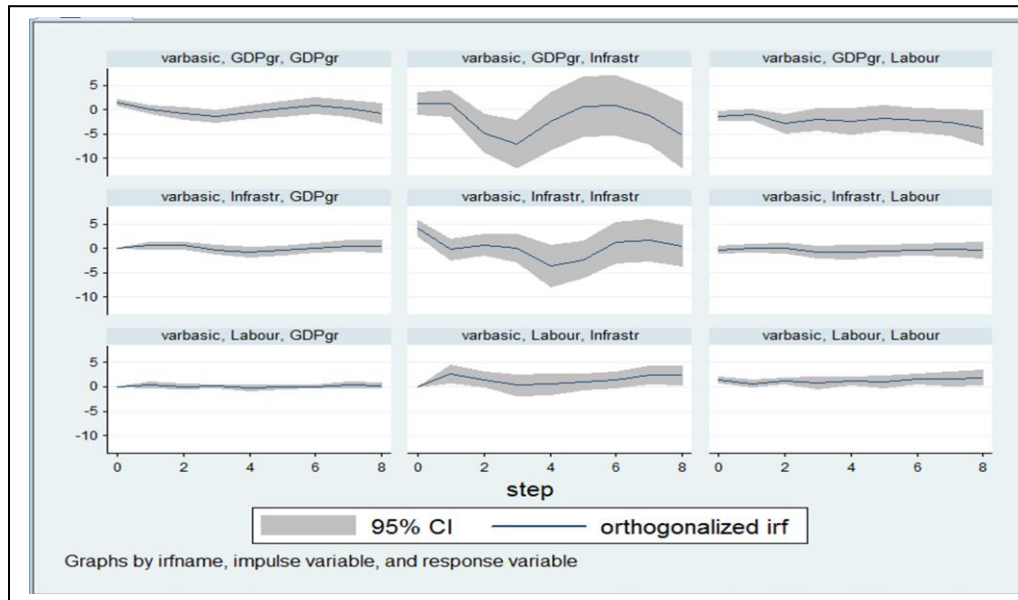 varbasic, GDPgr, GDPgr
varbasic, GDPgr, Infrastr
varbasic, GDPgr, Labour
5
0
-5
-10
varbasic, Infrastr, GDPgr
varbasic, Infrastr, Infrastr
varbasic, Infrastr, Labour
5
0
-5
-10
varbasic, Labour, GDPgr
varbasic, Labour, Infrastr
varbasic, Labour, Labour
5
0
-5
-10
0 2 4 6 8
0 2 4 6 8
0 2 4 6 8
step
95% CI
orthogonalized irf
Graphs by irfname, impulse variable, and response variable